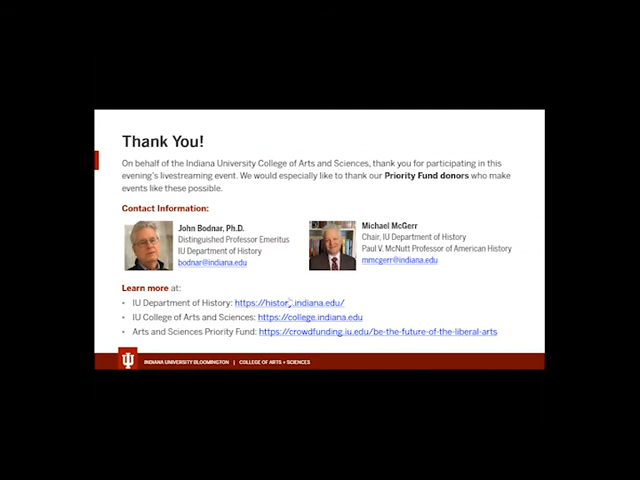 Thank You!
On behalf of the Indiana University College of Arts and Sciences, thank you for participating in this
evening's livestreaming event. We would especially like to thank our Priority Fund donors who make
events like these possible.
Contact Information:
John Bodnar, Ph.D.
Distinguished Professor Emeritus
IU Department of History
bodnar@indiana.edu
Michael McGerr
Chair, IU Department of History
Paul V. McNutt Professor of American History
mmcgerr@indiana.edu
Learn more at:
• IU Department of History: https://history.indiana.edu/
• IU College of Arts and Sciences: https://college.indiana.edu
• Arts and Sciences Priority Fund: https://crowdfunding.iu.edu/be-the-future-of-the-liberal-arts
INDIANA UNIVERSITY BLOOMINGTON | COLLEGE OF ARTS + SCIENCES